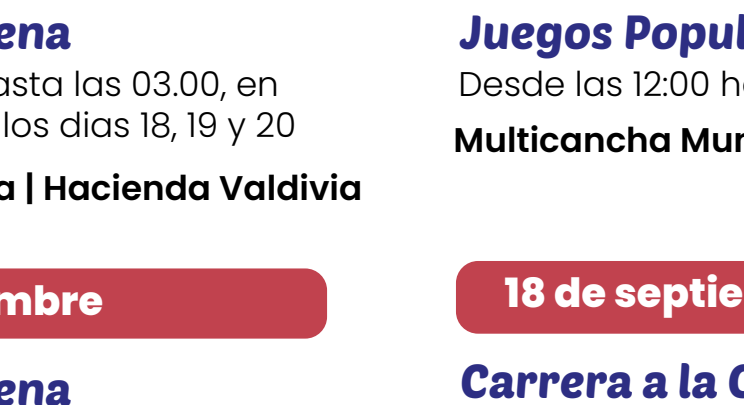 ena
asta las 03.00, en
los dias 18, 19 y 20
a | Hacienda Valdivia
mbre
ena
Juegos Popul
Desde las 12:00 h
Multicancha Mun
18 de septie
Carrera a la C